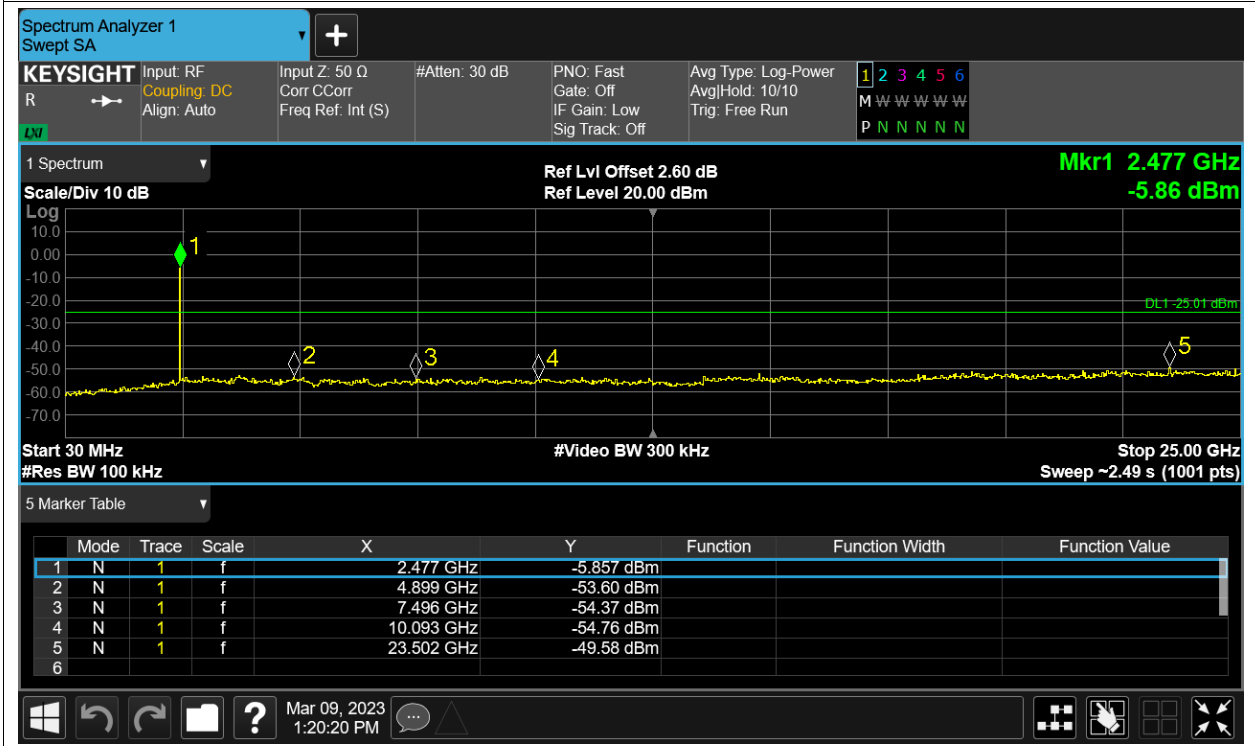 Spectrum Analyzer 1
Swept SA
+
KEYSIGHT
R
LXI
Input: RF
Coupling: DC
Align: Auto
Input Z: 50 Ω
Corr CCorr
Freq Ref: Int (S)
#Atten: 30 dB
PNO: Fast
Gate: Off
IF Gain: Low
Sig Track: Off
Avg Type: Log-Power
Avg|Hold: 10/10
Trig: Free Run
1 2 3 4 5 6
M W W W W W
P N N N N N
1 Spectrum
Scale/Div 10 dB
Ref Lvl Offset 2.60 dB
Ref Level 20.00 dBm
Mkr1 2.477 GHz
-5.86 dBm
Log
10.0
0.00
-10.0
-20.0
-30.0
-40.0
-50.0
-60.0
-70.0
1
2
3
4
5
DL1 -25.01 dBm
Start 30 MHz
#Res BW 100 kHz
#Video BW 300 kHz
Stop 25.00 GHz
Sweep ~2.49 s (1001 pts)
5 Marker Table
Mode Trace Scale X Y Function Function Width Function Value
1 N 1 f 2.477 GHz -5.857 dBm
2 N 1 f 4.899 GHz -53.60 dBm
3 N 1 f 7.496 GHz -54.37 dBm
4 N 1 f 10.093 GHz -54.76 dBm
5 N 1 f 23.502 GHz -49.58 dBm
6
?
Mar 09, 2023
1:20:20 PM